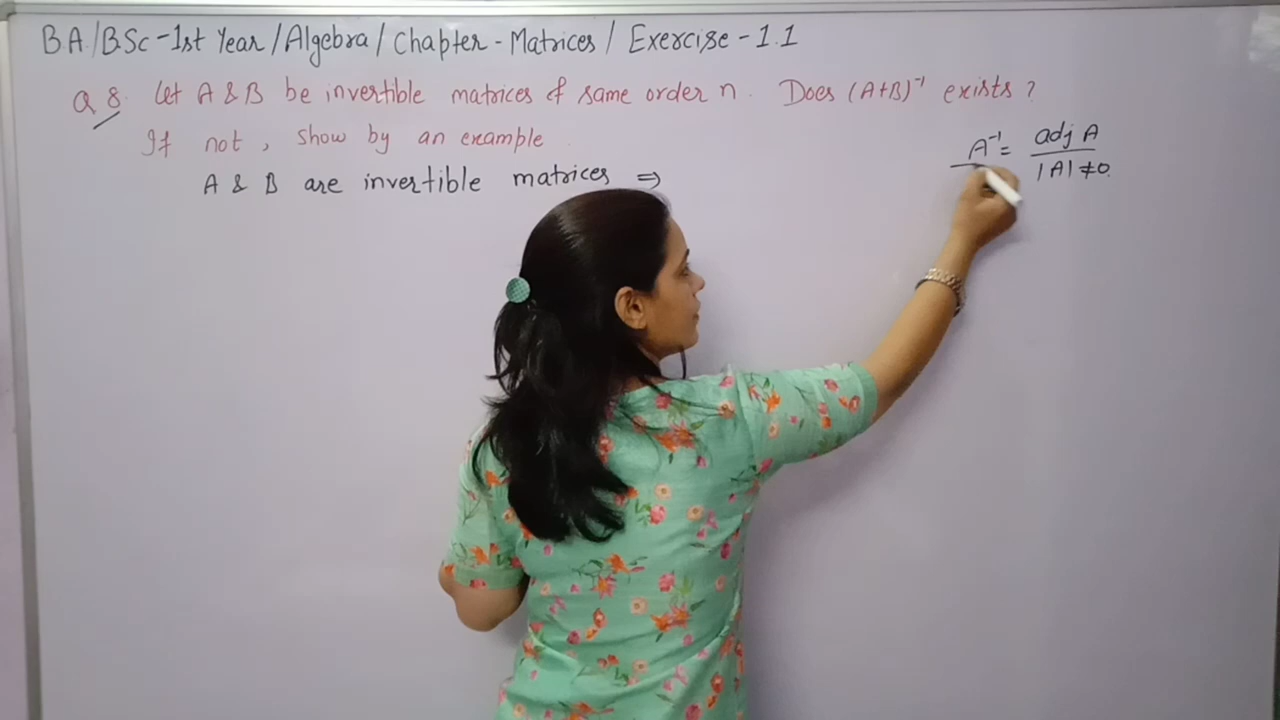 B.A./B.Sc-1st Year/Algebra/Chapter-Matrices/Exercise-1.1
Q 8. Let A & B be invertible matrices of same order n. Does (A+B)⁻¹ exists?
If not, show by an example.
A & B are invertible matrices ⇒
A⁻¹ = adj A
|A| ≠ 0.